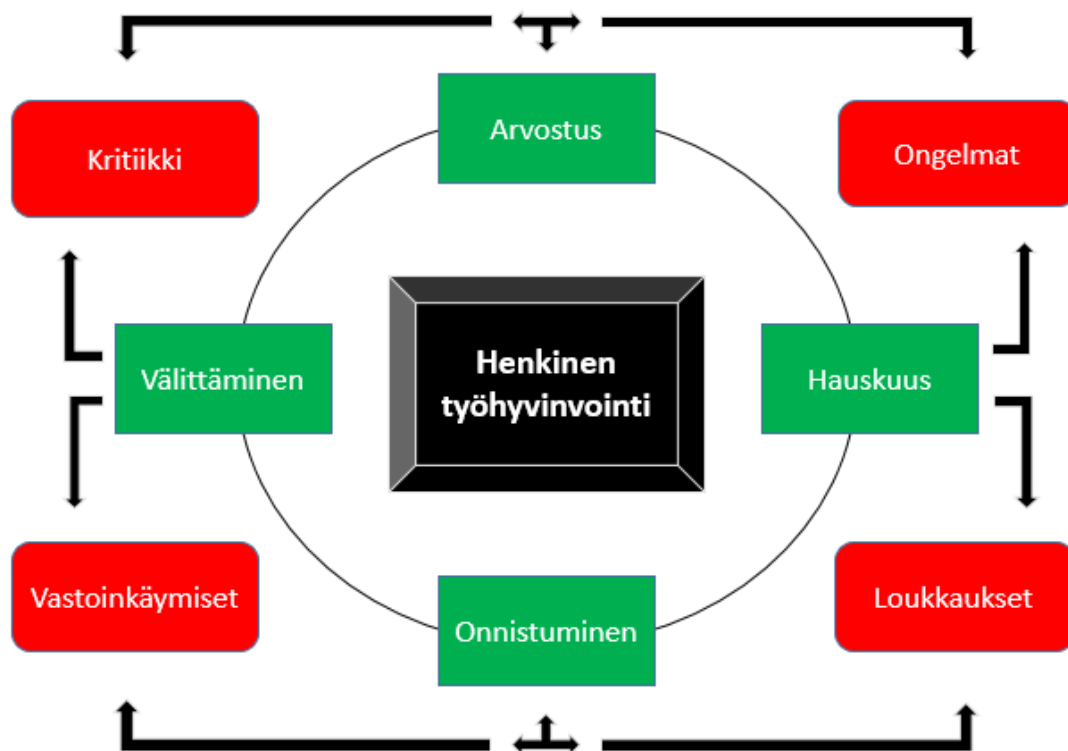 Arvostus
Kritiikki
Ongelmat
Henkinen
työhyvinvointi
Välittäminen
Hauskuus
Vastoinkäymiset
Loukkaukset
Onnistuminen